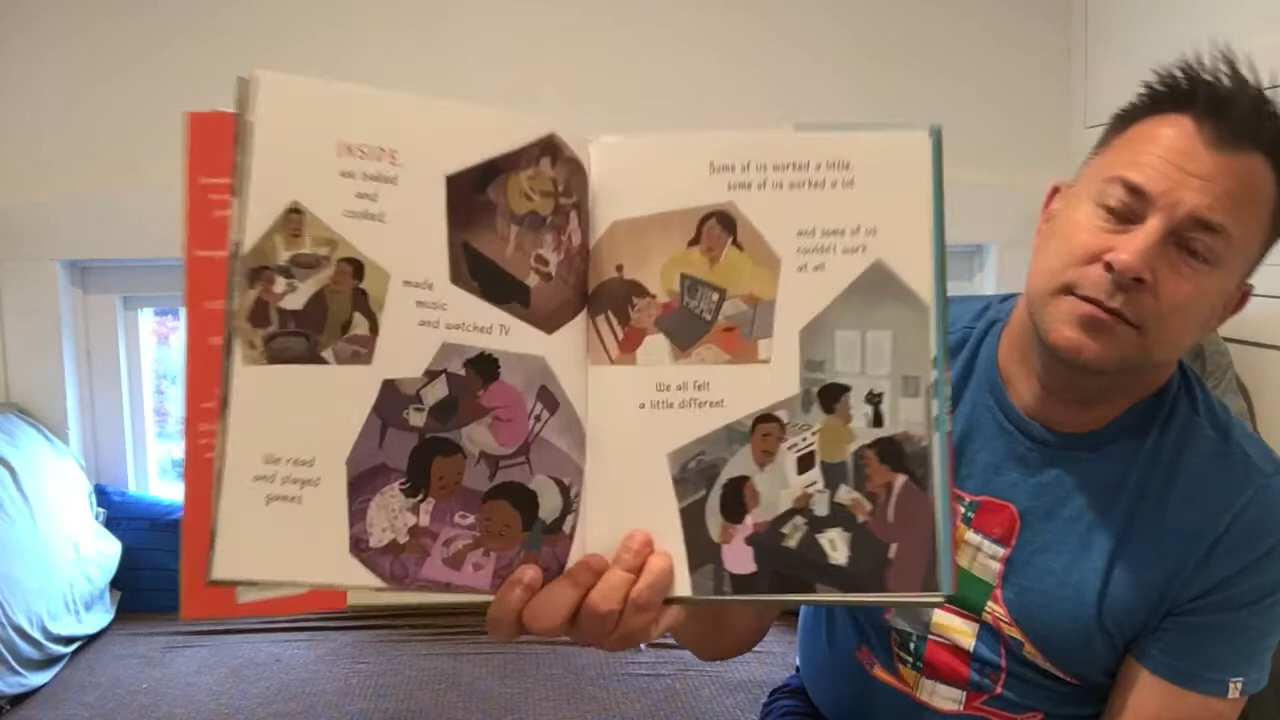 INSIDE,
we baked
and
cooked,
made
music
and watched TV
We read
and played
games
Some of us worked a little,
some of us worked a lot
and some of us
couldn't work
at all
We all felt
a little different.